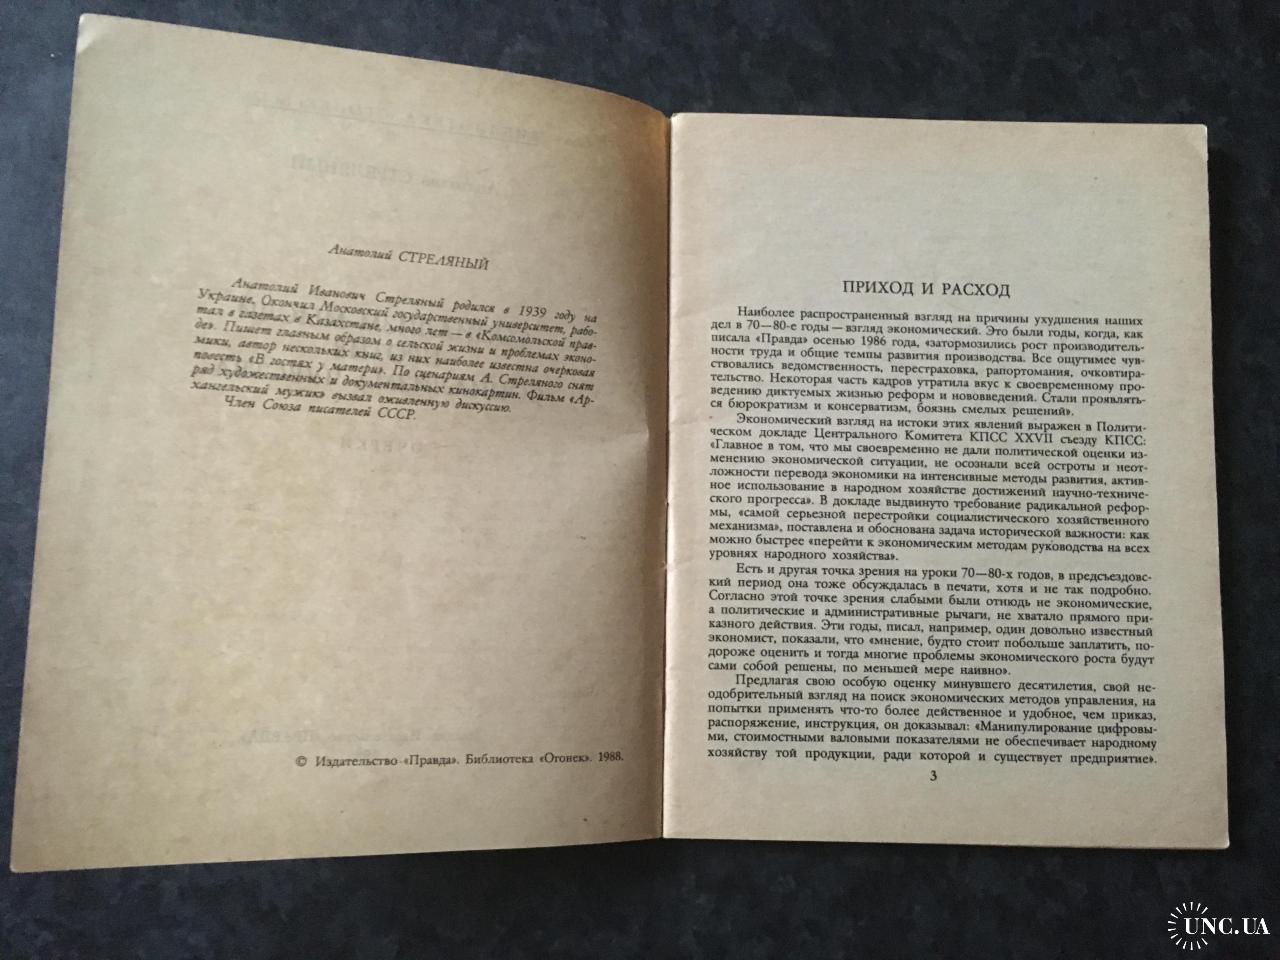 Анатолий СТРЕЛЯНЫЙ
Анатолий Иванович Стреляный родился в 1939 году на
Украине. Окончил Московский государственный университет, рабо-
тал в газетах в Казахстане, много лет — в «Комсомольской прав-
де». Пишет главным образом о сельской жизни и проблемах эконо-
мики, автор нескольких книг, из них наиболее известна очерковая
повесть «В гостях у матери». По сценариям А. Стреляного снят
ряд художественных и документальных кинокартин. Фильм «Ар-
хангельский мужик» вызвал оживленную дискуссию.
Член Союза писателей СССР.
© Издательство «Правда». Библиотека «Огонек». 1988.
ПРИХОД И РАСХОД
Наиболее распространенный взгляд на причины ухудшения наших
дел в 70—80-е годы — взгляд экономический. Это были годы, когда, как
писала «Правда» осенью 1986 года, «затормозились рост производитель-
ности труда и общие темпы развития производства. Все ощутимее чув-
ствовались ведомственность, перестраховка, рапортомания, очковтира-
тельство. Некоторая часть кадров утратила вкус к своевременному про-
ведению диктуемых жизнью реформ и нововведений. Стали проявлять-
ся бюрократизм и консерватизм, боязнь смелых решений».
Экономический взгляд на истоки этих явлений выражен в Полити-
ческом докладе Центрального Комитета КПСС XXVII съезду КПСС:
«Главное в том, что мы своевременно не дали политической оценки из-
менению экономической ситуации, не осознали всей остроты и неот-
ложности перевода экономики на интенсивные методы развития, актив-
ное использование в народном хозяйстве достижений научно-техниче-
ского прогресса». В докладе выдвинуто требование радикальной рефор-
мы, «самой серьезной перестройки социалистического хозяйственного
механизма», поставлена и обоснована задача исторической важности: как
можно быстрее «перейти к экономическим методам руководства на всех
уровнях народного хозяйства».
Есть и другая точка зрения на уроки 70—80-х годов, в предсъездовс-
кий период она тоже обсуждалась в печати, хотя и не так подробно.
Согласно этой точке зрения слабыми были отнюдь не экономические,
а политические и административные рычаги, не хватало прямого при-
казного действия. Эти годы, писал, например, один довольно известный
экономист, показали, что «мнение, будто стоит побольше заплатить, по-
дороже оценить и тогда многие проблемы экономического роста будут
сами собой решены, по меньшей мере наивно».
Предлагая свою особую оценку минувшего десятилетия, свой не-
одобрительный взгляд на поиск экономических методов управления, на
попытки применять что-то более действенное и удобное, чем приказ,
распоряжение, инструкция, он доказывал: «Манипулирование цифровы-
ми, стоимостными валовыми показателями не обеспечивает народному
хозяйству той продукции, ради которой и существует предприятие».
3
UNC.UA